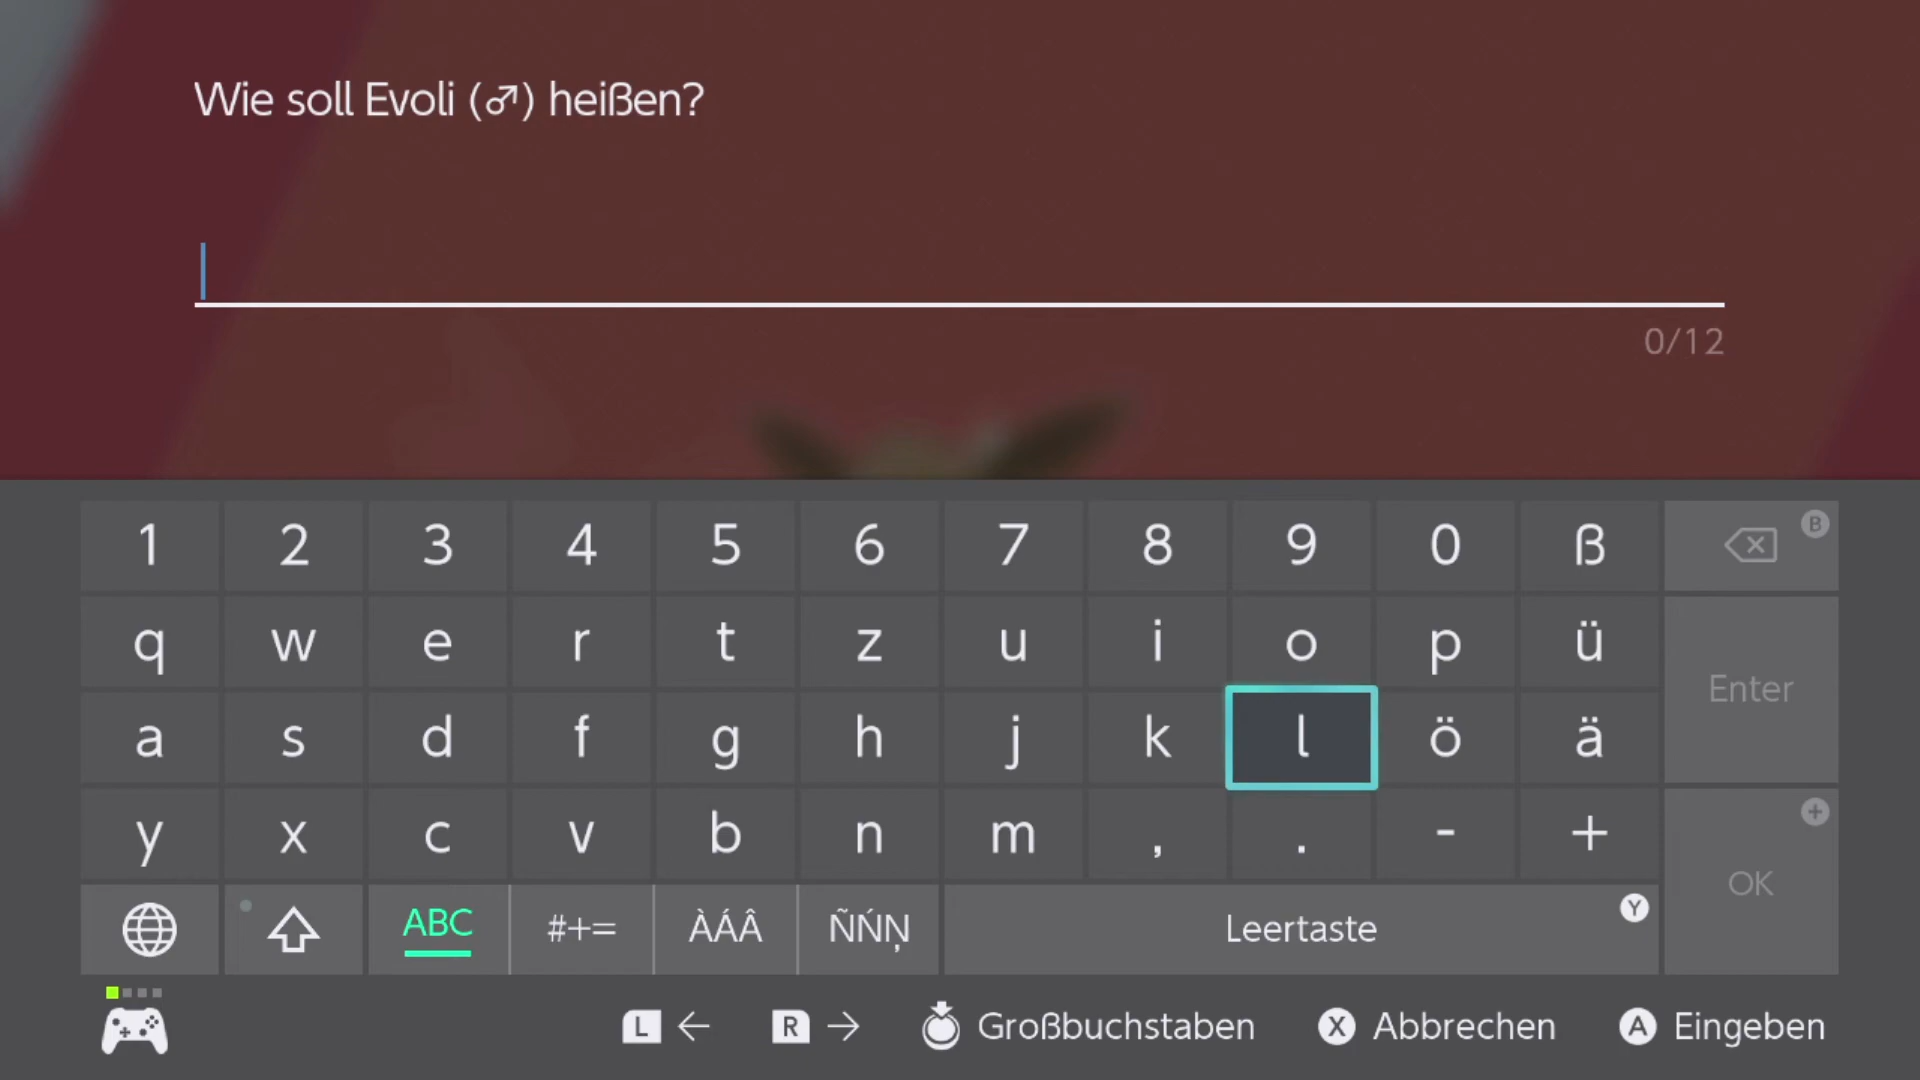 Wie soll Evoli (♂) heißen?
0/12
1 2 3 4 5 6 7 8 9 0 ß B
q w e r t z u i o p ü Enter
a s d f g h j k l ö ä
y x c v b n m , . - + + OK
ABC #+= ÀÁÂ ÑŃŅ Leertaste Y
L ← R → Großbuchstaben X Abbrechen A Eingeben